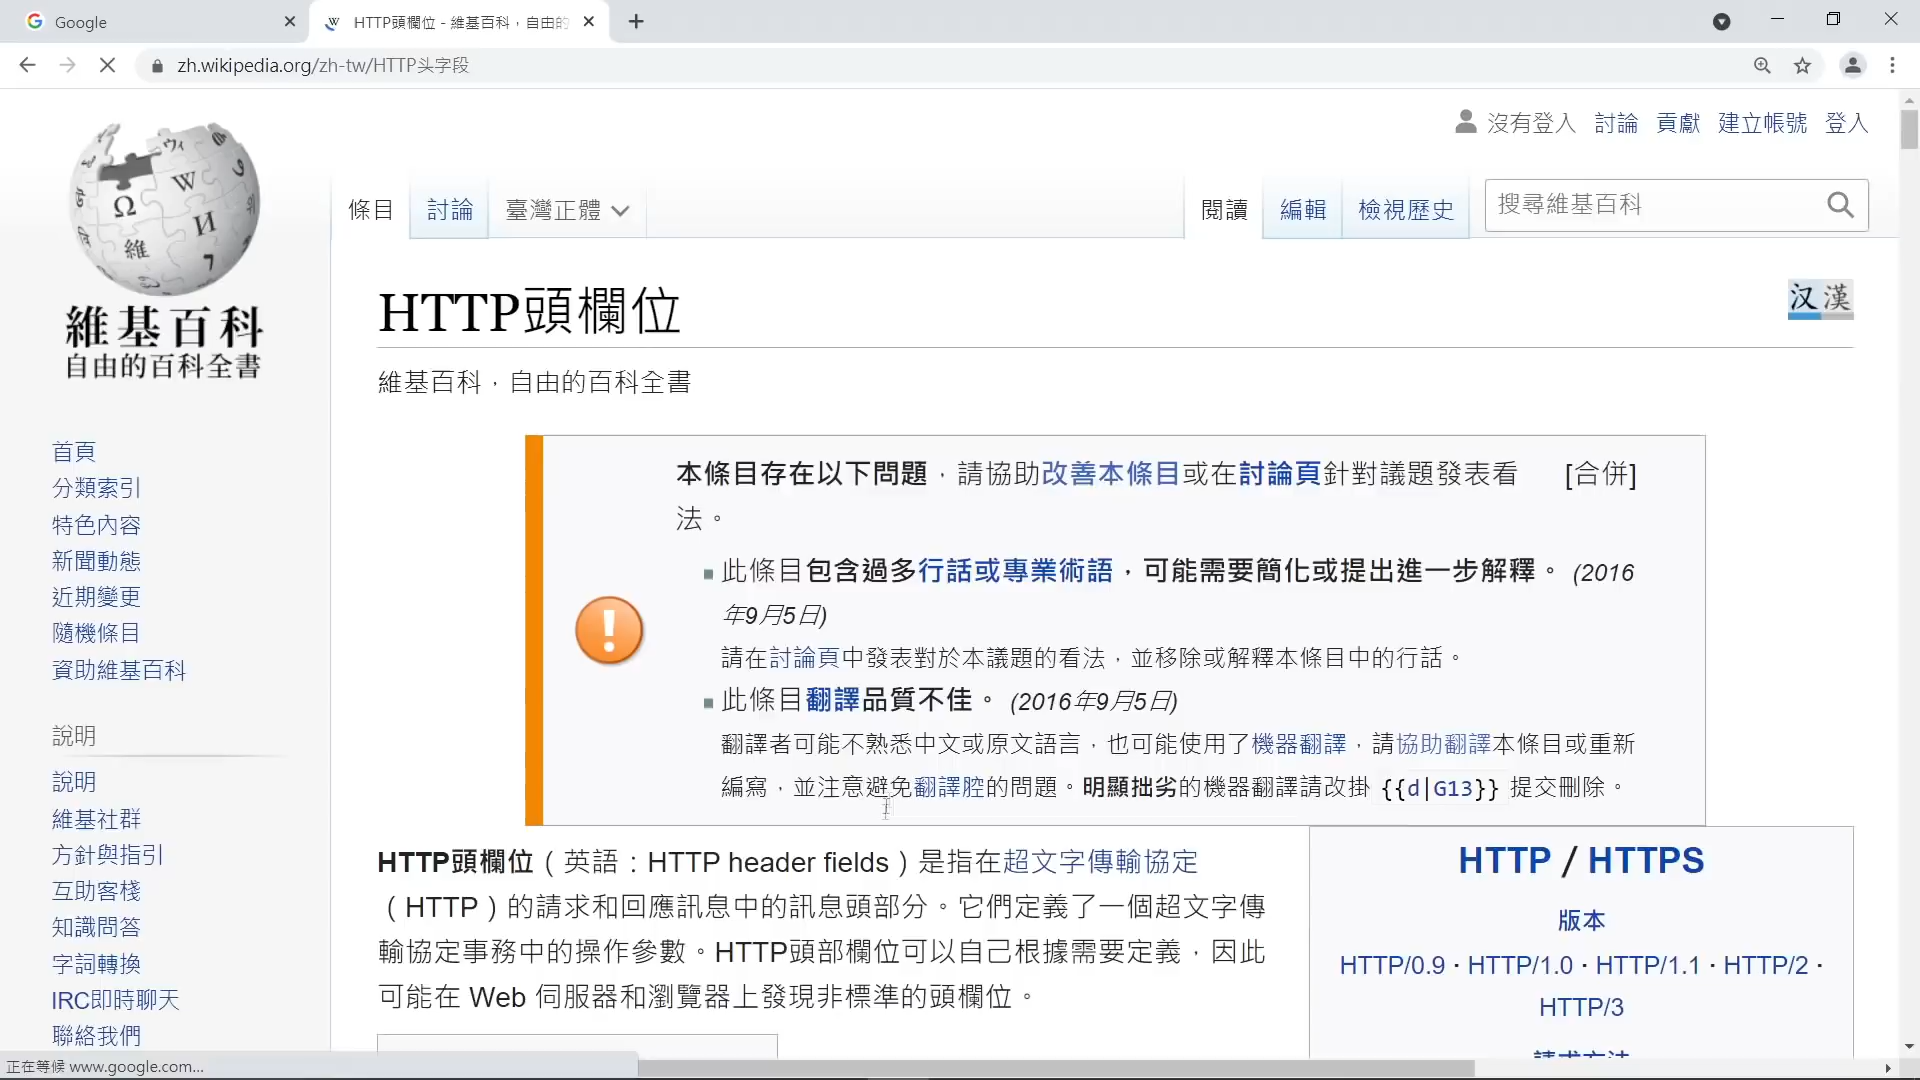 Google
HTTP頭欄位 - 維基百科，自由的
zh.wikipedia.org/zh-tw/HTTP头字段
沒有登入 討論 貢獻 建立帳號 登入
條目 討論 臺灣正體 閱讀 編輯 檢視歷史 搜尋維基百科
維基百科
自由的百科全書
HTTP頭欄位
汉 漢
維基百科，自由的百科全書
首頁
分類索引
特色內容
新聞動態
近期變更
隨機條目
資助維基百科
說明
說明
維基社群
方針與指引
互助客棧
知識問答
字詞轉換
IRC即時聊天
聯絡我們
本條目存在以下問題，請協助改善本條目或在討論頁針對議題發表看 [合併]
法。
此條目包含過多行話或專業術語，可能需要簡化或提出進一步解釋。 (2016
年9月5日)
請在討論頁中發表對於本議題的看法，並移除或解釋本條目中的行話。
此條目翻譯品質不佳。 (2016年9月5日)
翻譯者可能不熟悉中文或原文語言，也可能使用了機器翻譯，請協助翻譯本條目或重新
編寫，並注意避免翻譯腔的問題。明顯拙劣的機器翻譯請改掛 {{d|G13}} 提交刪除。
HTTP頭欄位（英語：HTTP header fields）是指在超文字傳輸協定
（HTTP）的請求和回應訊息中的訊息頭部分。它們定義了一個超文字傳
輸協定事務中的操作參數。HTTP頭部欄位可以自己根據需要定義，因此
可能在 Web 伺服器和瀏覽器上發現非標準的頭欄位。
HTTP / HTTPS
版本
HTTP/0.9 · HTTP/1.0 · HTTP/1.1 · HTTP/2 ·
HTTP/3
請求方法
正在等候 www.google.com...